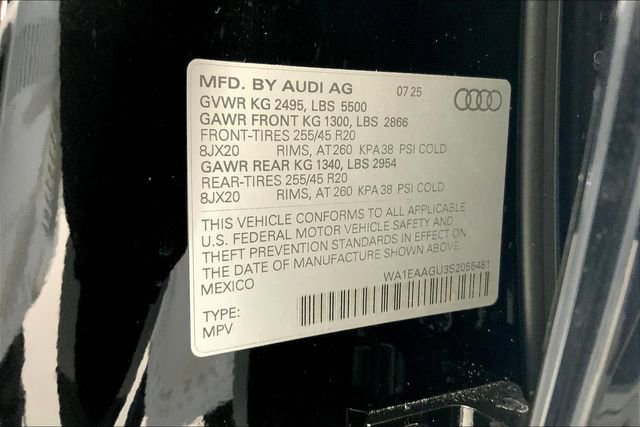 MFD. BY AUDI AG 07 25
GVWR KG 2495, LBS 5500
GAWR FRONT KG 1300, LBS 2866
FRONT-TIRES 255/45 R20
8JX20 RIMS, AT 260 KPA 38 PSI COLD
GAWR REAR KG 1340, LBS 2954
REAR-TIRES 255/45 R20
8JX20 RIMS, AT 260 KPA 38 PSI COLD
THIS VEHICLE CONFORMS TO ALL APPLICABLE
U.S. FEDERAL MOTOR VEHICLE SAFETY AND
THEFT PREVENTION STANDARDS IN EFFECT ON
THE DATE OF MANUFACTURE SHOWN ABOVE.
MEXICO
WA1EAAGU3S2055481
TYPE:
MPV